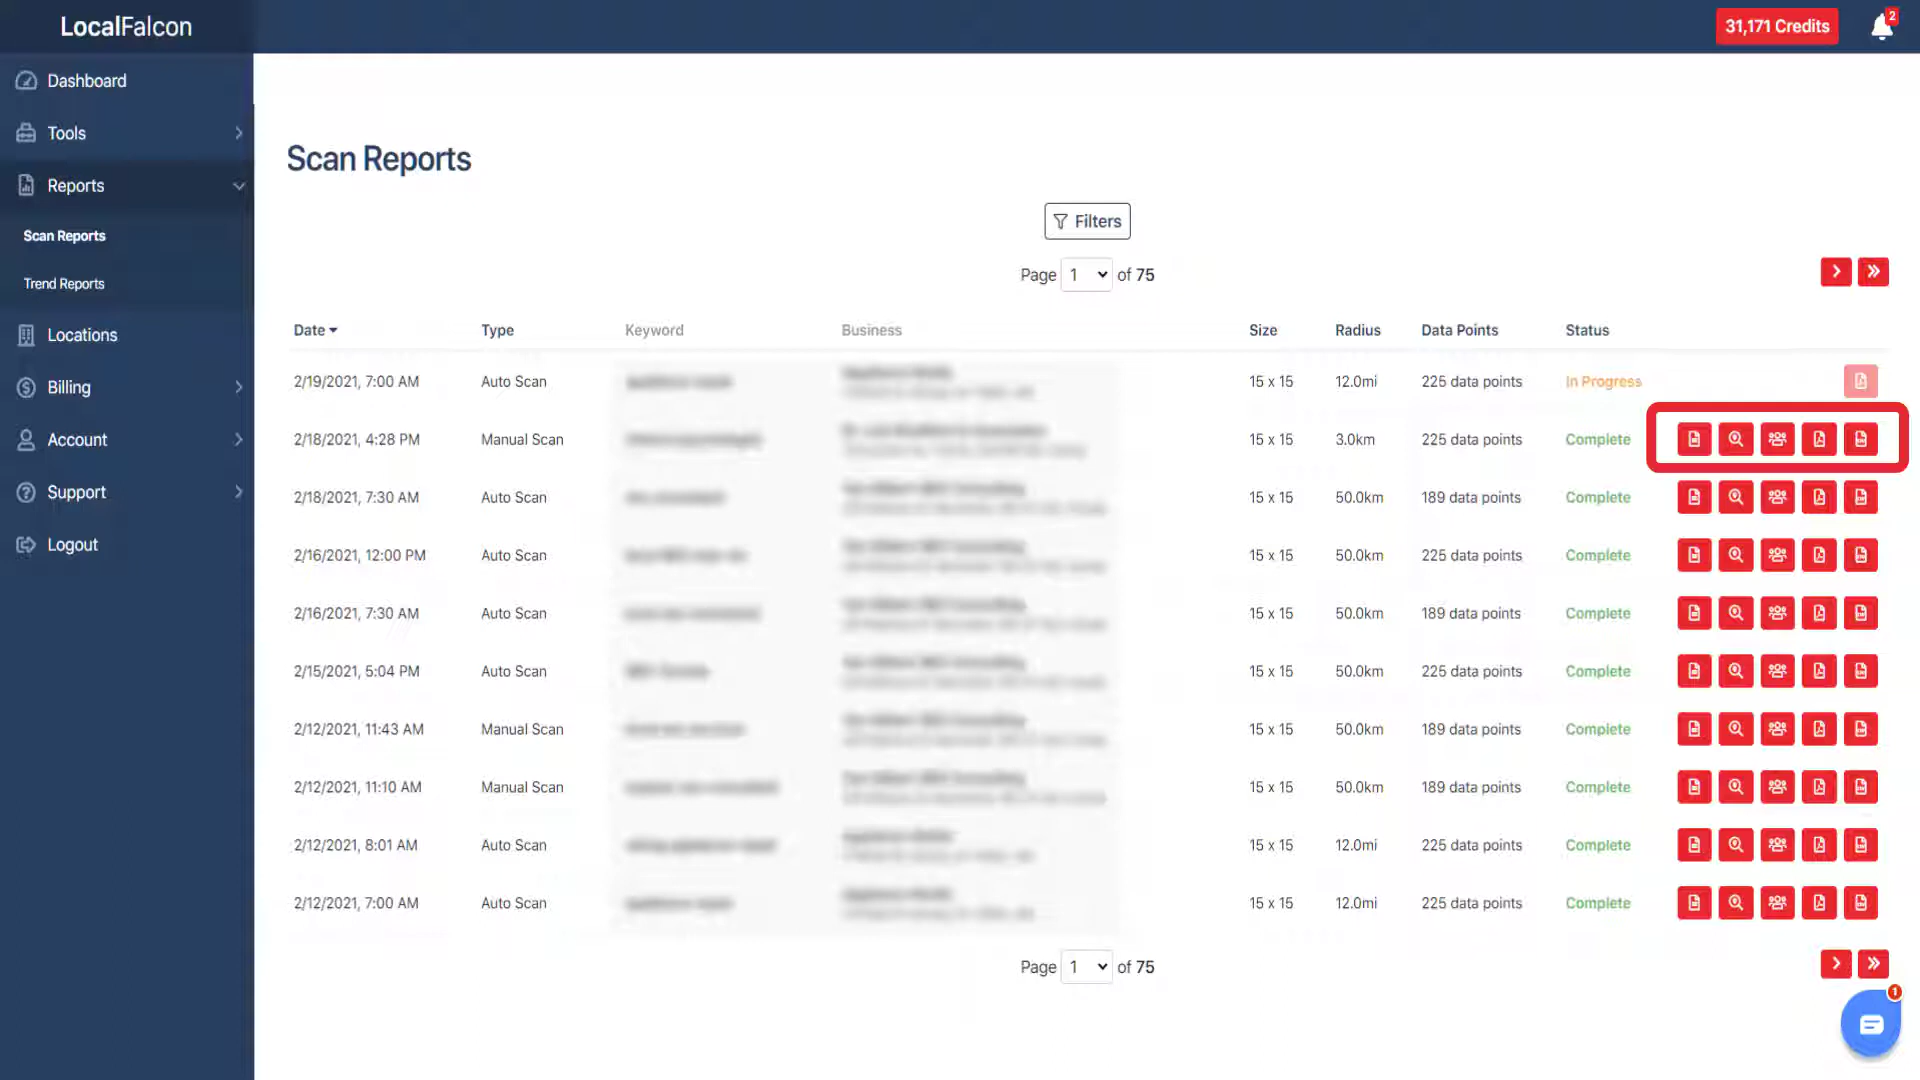 LocalFalcon
31,171 Credits
2
Dashboard
Tools
Reports
Scan Reports
Trend Reports
Locations
Billing
Account
Support
Logout
Scan Reports
Filters
Page 1 of 75
Date Type Keyword Business Size Radius Data Points Status
2/19/2021, 7:00 AM Auto Scan 15 x 15 12.0mi 225 data points In Progress
2/18/2021, 4:28 PM Manual Scan 15 x 15 3.0km 225 data points Complete
2/18/2021, 7:30 AM Auto Scan 15 x 15 50.0km 189 data points Complete
2/16/2021, 12:00 PM Auto Scan 15 x 15 50.0km 225 data points Complete
2/16/2021, 7:30 AM Auto Scan 15 x 15 50.0km 189 data points Complete
2/15/2021, 5:04 PM Auto Scan 15 x 15 50.0km 225 data points Complete
2/12/2021, 11:43 AM Manual Scan 15 x 15 50.0km 189 data points Complete
2/12/2021, 11:10 AM Manual Scan 15 x 15 50.0km 189 data points Complete
2/12/2021, 8:01 AM Auto Scan 15 x 15 12.0mi 225 data points Complete
2/12/2021, 7:00 AM Auto Scan 15 x 15 12.0mi 225 data points Complete
Page 1 of 75
1